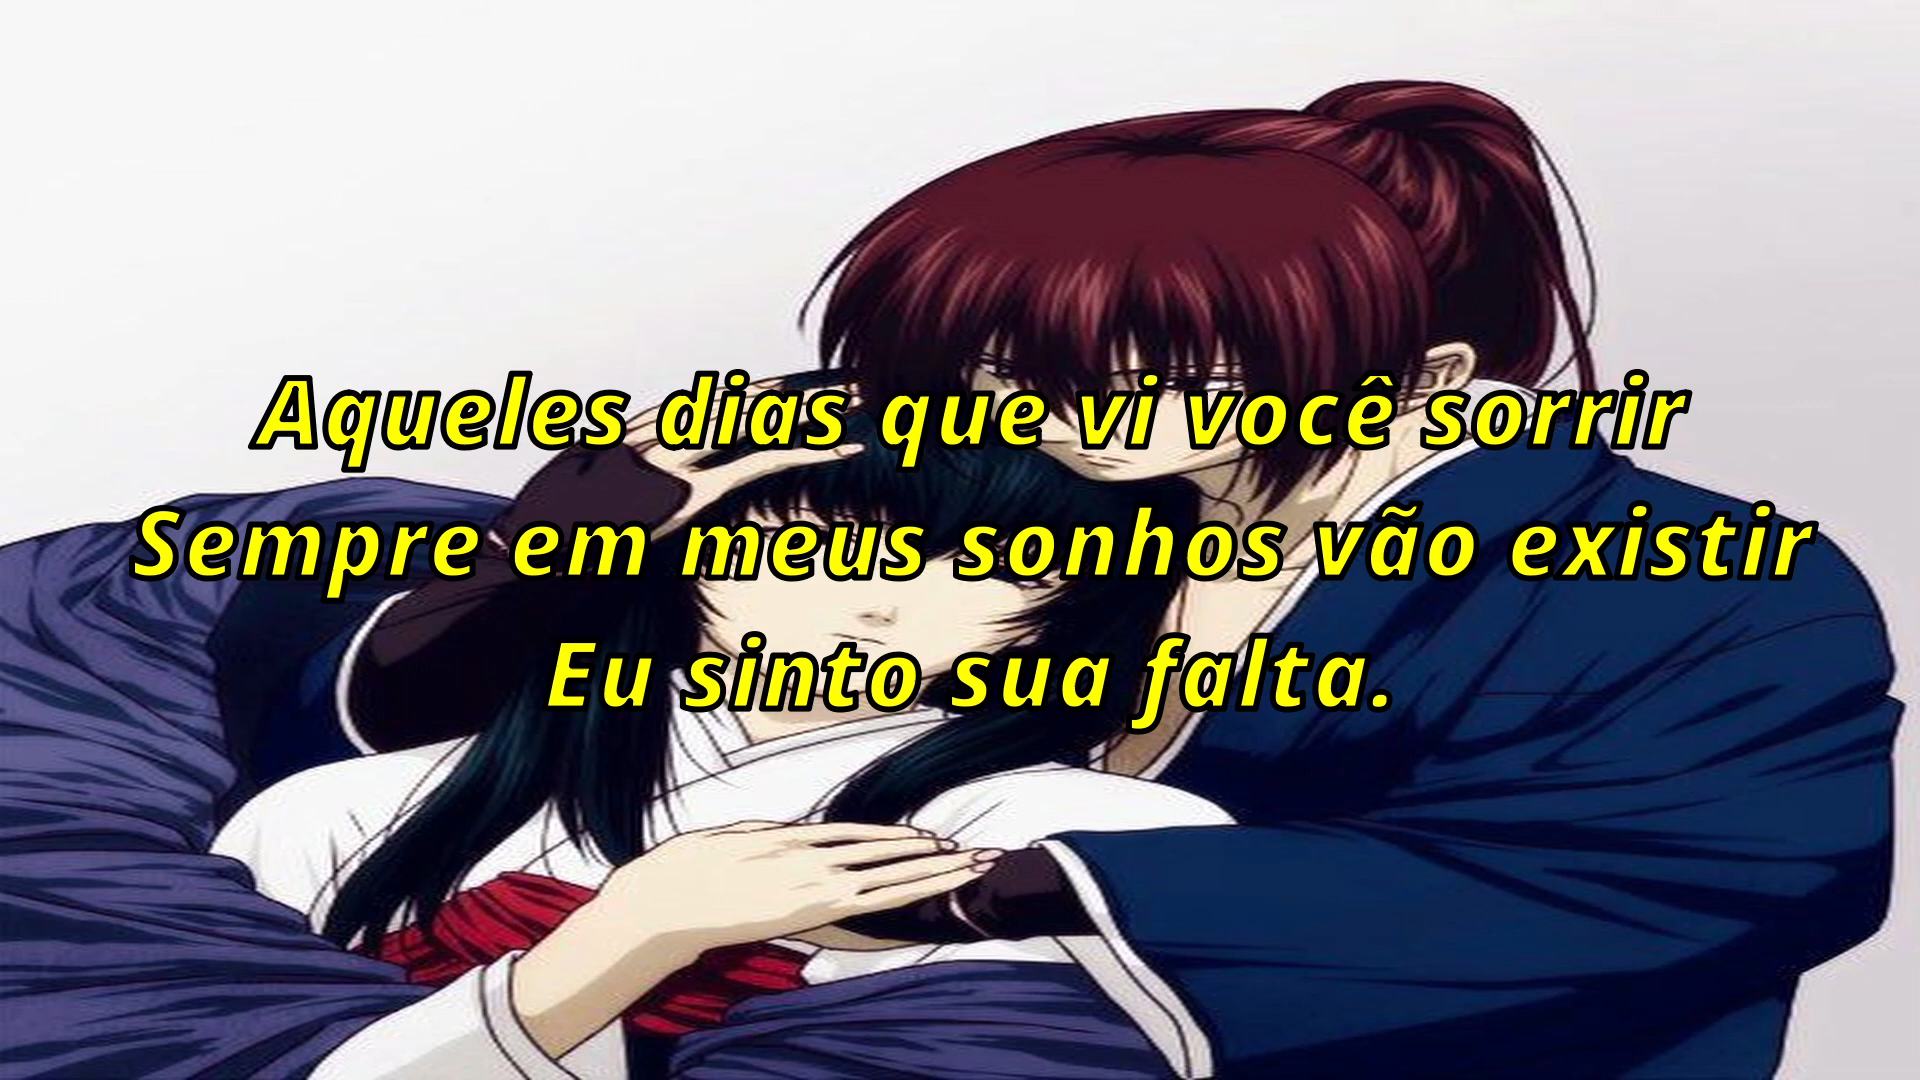 Aqueles dias que vi você sorrir
Sempre em meus sonhos vão existir
Eu sinto sua falta.